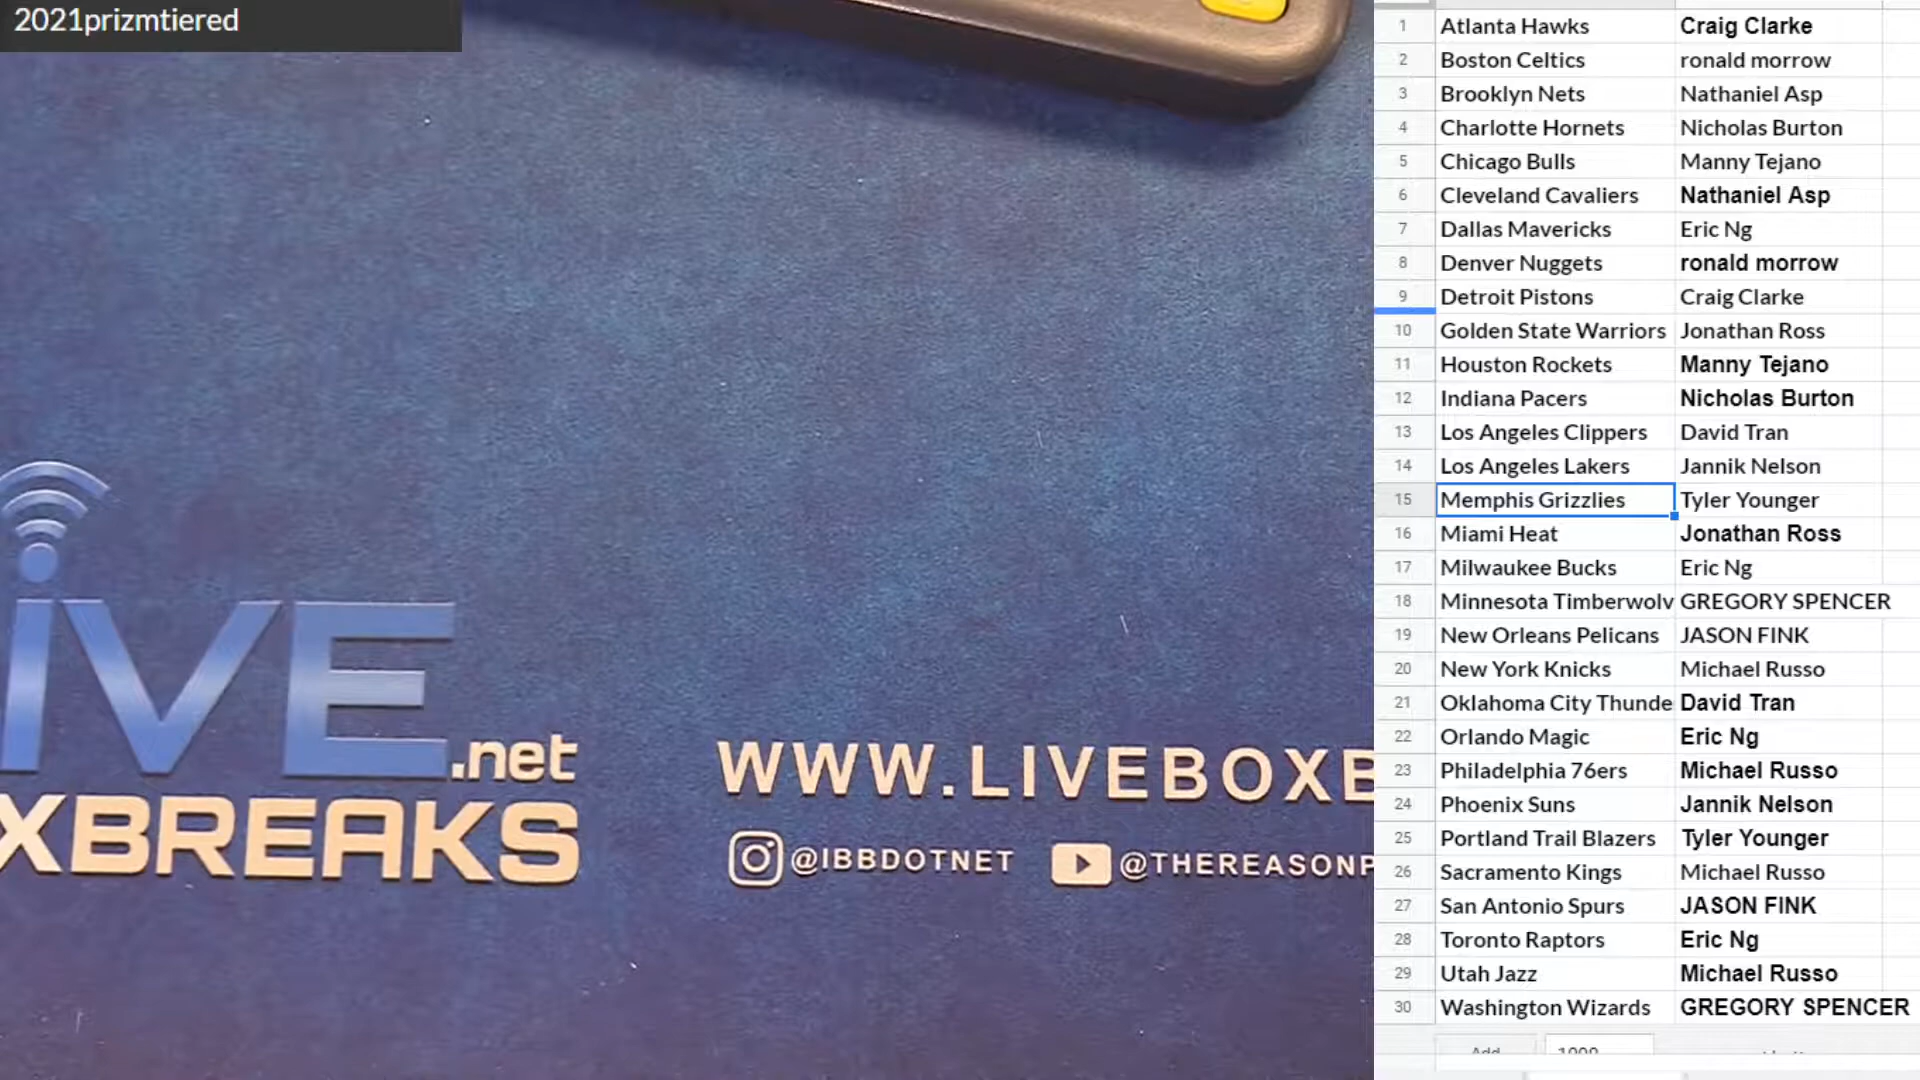 2021prizmtiered
1 Atlanta Hawks Craig Clarke
2 Boston Celtics ronald morrow
3 Brooklyn Nets Nathaniel Asp
4 Charlotte Hornets Nicholas Burton
5 Chicago Bulls Manny Tejano
6 Cleveland Cavaliers Nathaniel Asp
7 Dallas Mavericks Eric Ng
8 Denver Nuggets ronald morrow
9 Detroit Pistons Craig Clarke
10 Golden State Warriors Jonathan Ross
11 Houston Rockets Manny Tejano
12 Indiana Pacers Nicholas Burton
13 Los Angeles Clippers David Tran
14 Los Angeles Lakers Jannik Nelson
15 Memphis Grizzlies Tyler Younger
16 Miami Heat Jonathan Ross
17 Milwaukee Bucks Eric Ng
18 Minnesota Timberwolv GREGORY SPENCER
19 New Orleans Pelicans JASON FINK
20 New York Knicks Michael Russo
21 Oklahoma City Thunde David Tran
22 Orlando Magic Eric Ng
23 Philadelphia 76ers Michael Russo
24 Phoenix Suns Jannik Nelson
25 Portland Trail Blazers Tyler Younger
26 Sacramento Kings Michael Russo
27 San Antonio Spurs JASON FINK
28 Toronto Raptors Eric Ng
29 Utah Jazz Michael Russo
30 Washington Wizards GREGORY SPENCER
iVE.net
XBREAKS
WWW.LIVEBOXB
@IBBDOTNET @THEREASONP